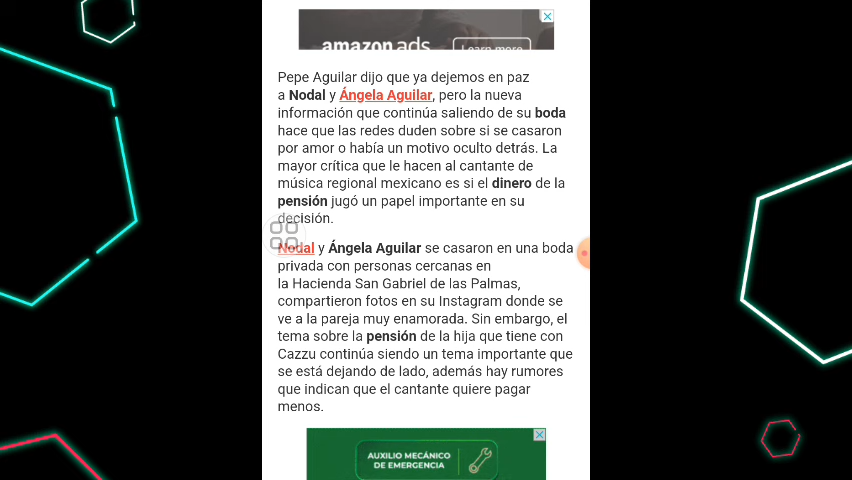 amazon ads
Learn more
Pepe Aguilar dijo que ya dejemos en paz
a Nodal y Ángela Aguilar, pero la nueva
información que continúa saliendo de su boda
hace que las redes duden sobre si se casaron
por amor o había un motivo oculto detrás. La
mayor crítica que le hacen al cantante de
música regional mexicano es si el dinero de la
pensión jugó un papel importante en su
decisión.
Nodal y Ángela Aguilar se casaron en una boda
privada con personas cercanas en
la Hacienda San Gabriel de las Palmas,
compartieron fotos en su Instagram donde se
ve a la pareja muy enamorada. Sin embargo, el
tema sobre la pensión de la hija que tiene con
Cazzu continúa siendo un tema importante que
se está dejando de lado, además hay rumores
que indican que el cantante quiere pagar
menos.
AUXILIO MECÁNICO
DE EMERGENCIA